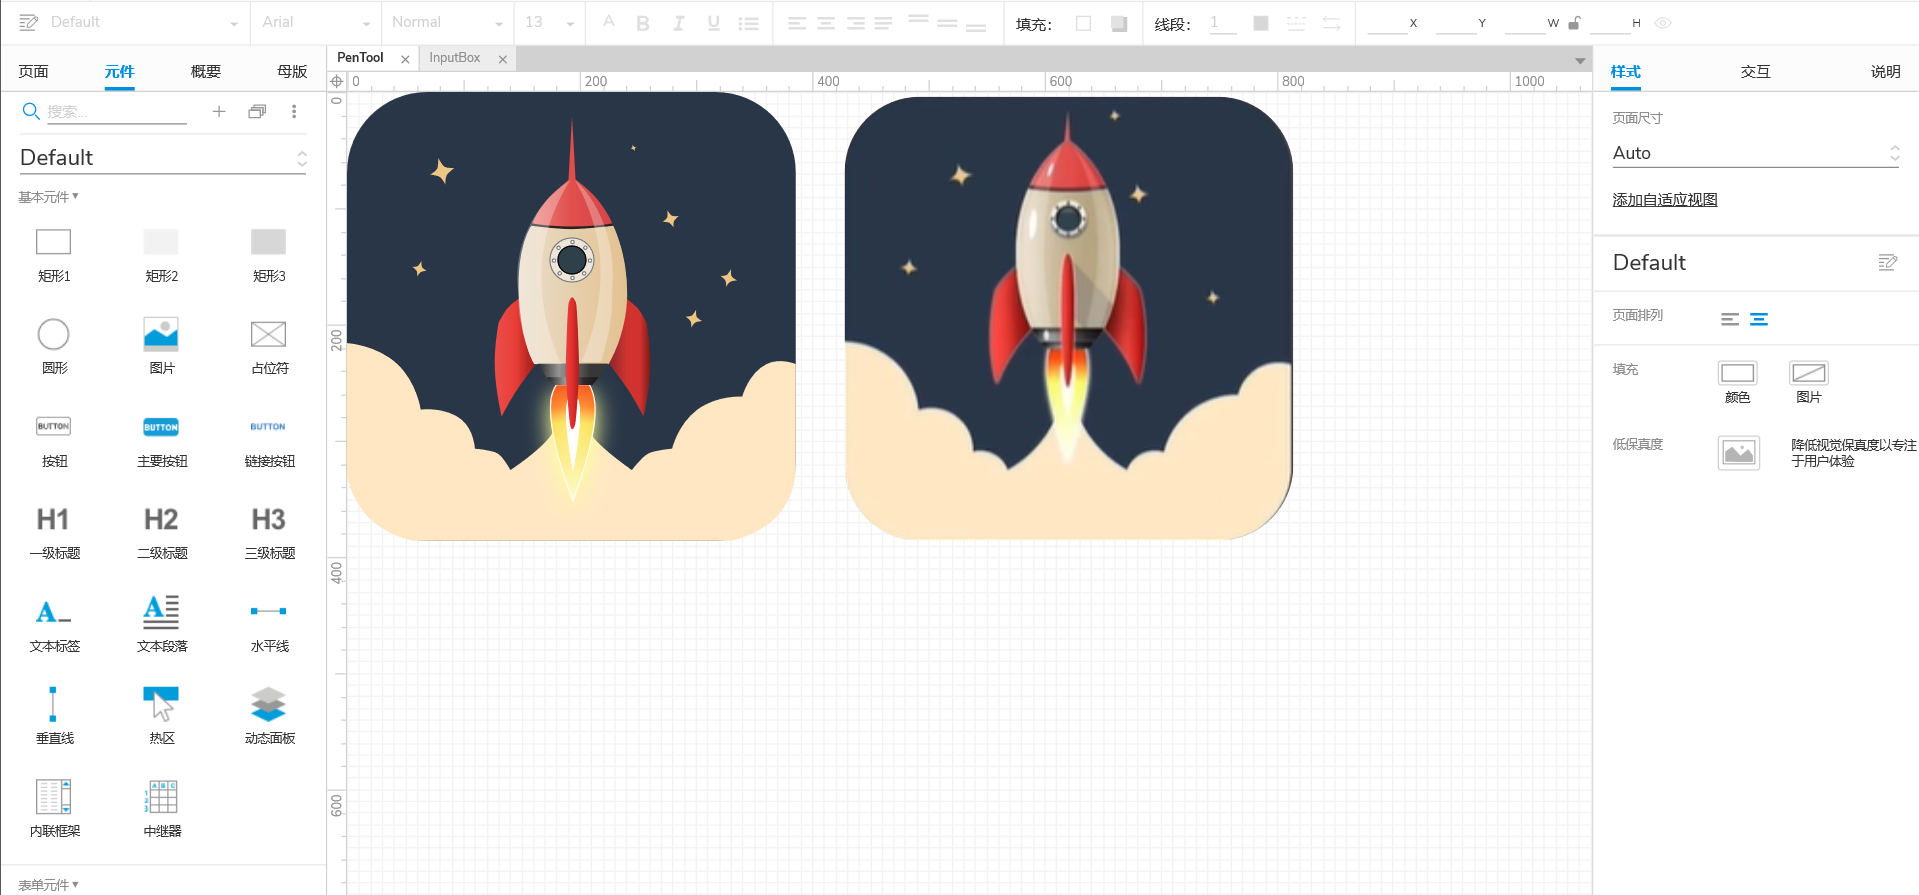 Default Arial Normal 13 A B I U 填充： 线段： 1 X Y W H
PenTool InputBox
页面 元件 概要 母版
0 200 400 600 800 1000
样式 交互 说明
搜索...
Default
基本元件
矩形1 矩形2 矩形3
圆形 图片 占位符
BUTTON BUTTON BUTTON
按钮 主要按钮 链接按钮
H1 H2 H3
一级标题 二级标题 三级标题
A A
文本标签 文本段落 水平线
垂直线 热区 动态面板
A B C
1
2
3
内联框架 中继器
表单元件
0
200
400
600
页面尺寸
Auto
添加自适应视图
Default
页面排列
填充
颜色 图片
低保真度
降低视觉保真度以专注
于用户体验